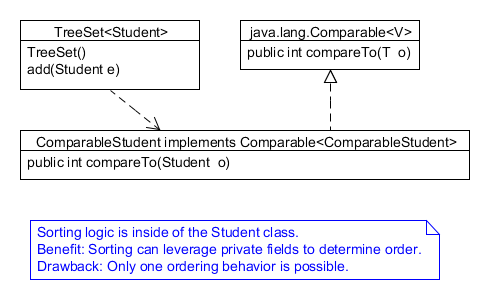 TreeSet<Student>
TreeSet()
add(Student e)
java.lang.Comparable<V>
public int compareTo(T  o)
ComparableStudent implements Comparable<ComparableStudent>
public int compareTo(Student  o)
Sorting logic is inside of the Student class.
Benefit: Sorting can leverage private fields to determine order.
Drawback: Only one ordering behavior is possible.